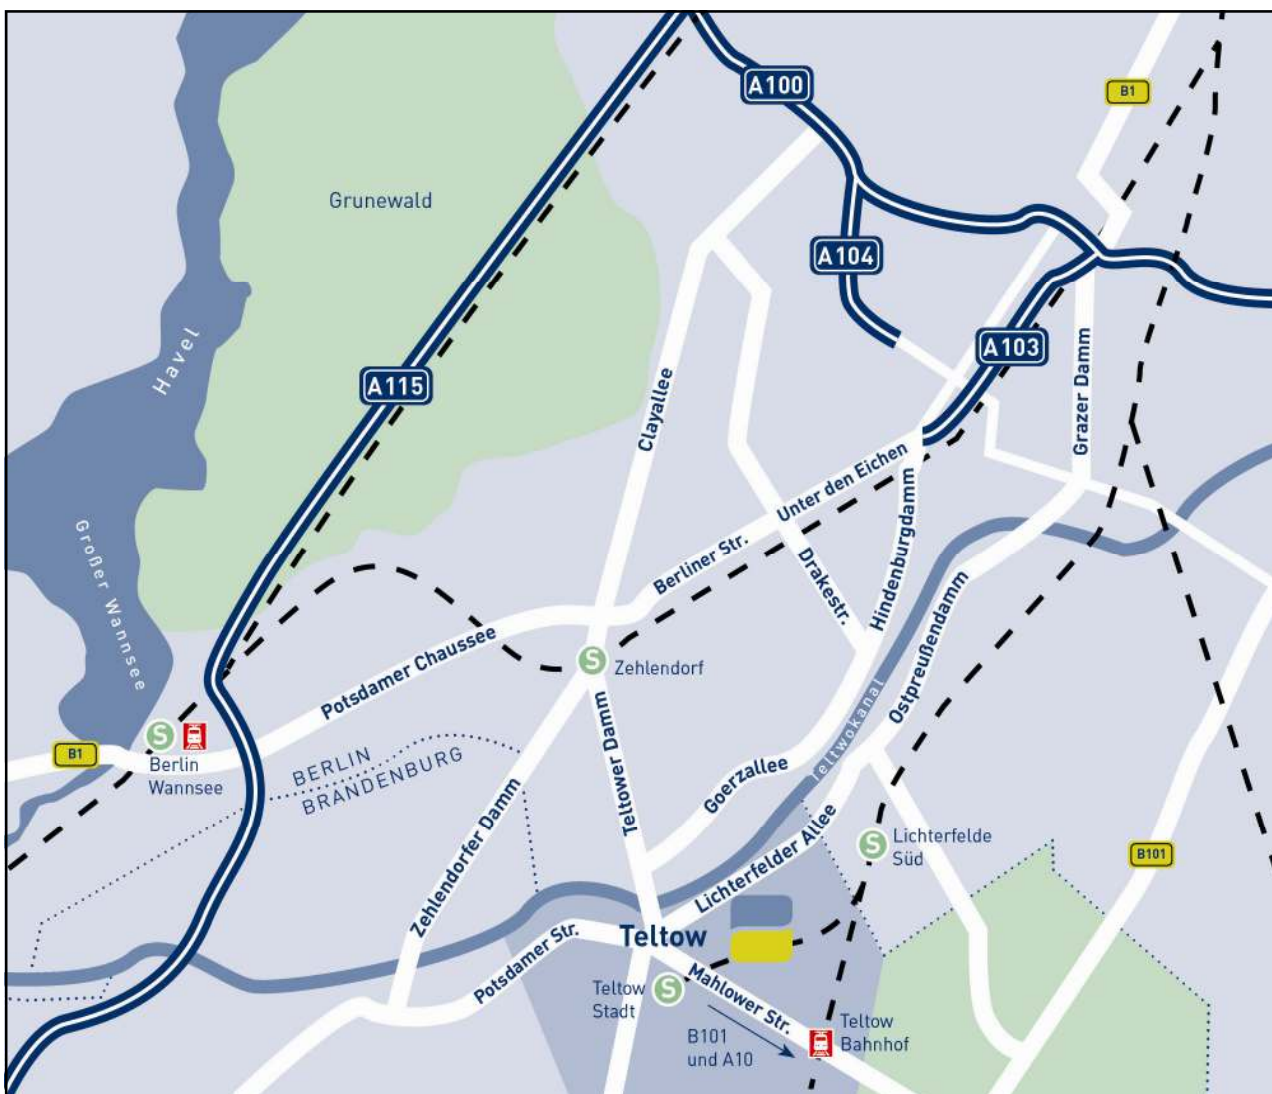 A100
B1
Grunewald
A104
Havel
A103
A115
Grazer Damm
Clayallee
Unter den Eichen
Großer Wannsee
Berliner Str.
Hindenburgdamm
Drakestr.
Ostpreußendamm
Potsdamer Chaussee
S
Zehlendorf
Teltwokanal
S
B1
Berlin
Wannsee
BERLIN
BRANDENBURG
Teltower Damm
Goerzallee
Zehlendorfer Damm
Lichterfelder Allee
S
Lichterfelde
Süd
B101
Potsdamer Str.
Teltow
Mahlower Str.
Teltow
Stadt
S
B101
und A10
Teltow
Bahnhof